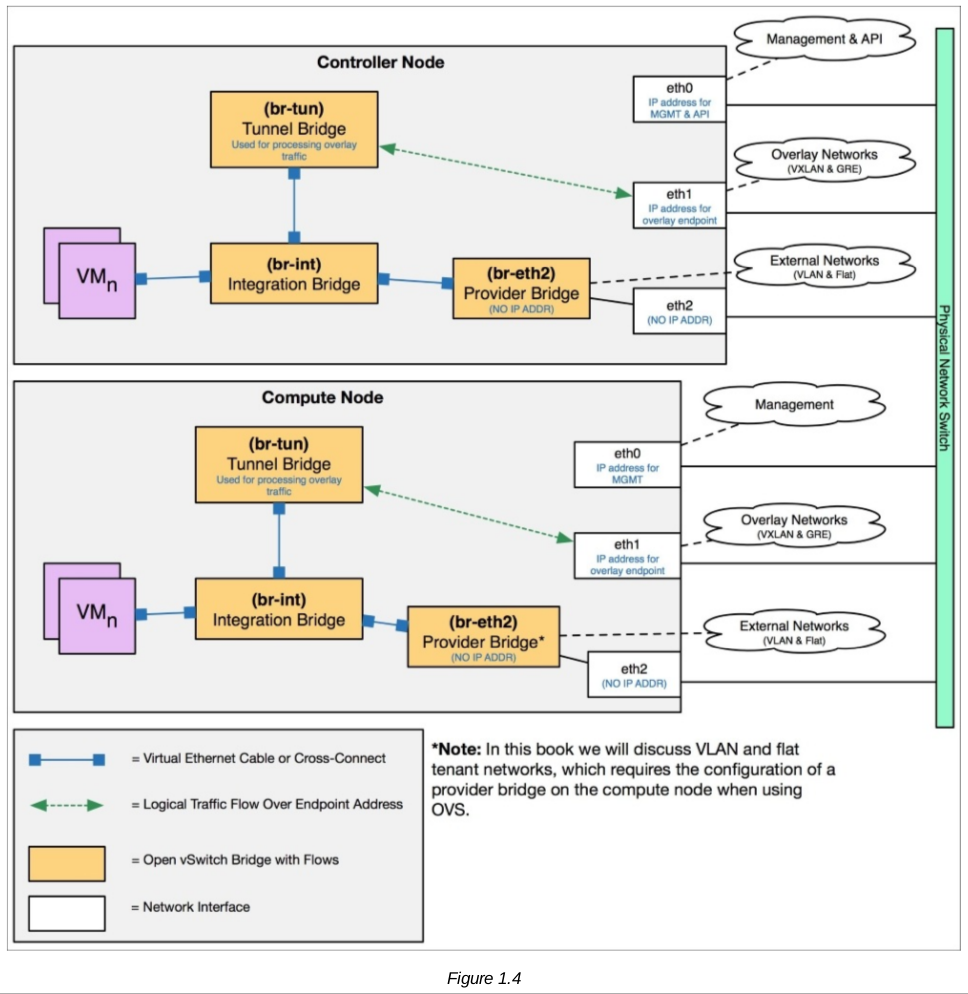 Management & API
Controller Node
eth0
IP address for
MGMT & API
(br-tun)
Tunnel Bridge
Used for processing overlay
traffic
Overlay Networks
(VXLAN & GRE)
eth1
IP address for
overlay endpoint
VMn
(br-int)
Integration Bridge
(br-eth2)
Provider Bridge
(NO IP ADDR)
External Networks
(VLAN & Flat)
eth2
(NO IP ADDR)
Physical Network Switch
Compute Node
Management
eth0
IP address for
MGMT
(br-tun)
Tunnel Bridge
Used for processing overlay
traffic
Overlay Networks
(VXLAN & GRE)
eth1
IP address for
overlay endpoint
VMn
(br-int)
Integration Bridge
(br-eth2)
Provider Bridge*
(NO IP ADDR)
External Networks
(VLAN & Flat)
eth2
(NO IP ADDR)
= Virtual Ethernet Cable or Cross-Connect
= Logical Traffic Flow Over Endpoint Address
= Open vSwitch Bridge with Flows
= Network Interface
*Note: In this book we will discuss VLAN and flat
tenant networks, which requires the configuration of a
provider bridge on the compute node when using
OVS.
Figure 1.4